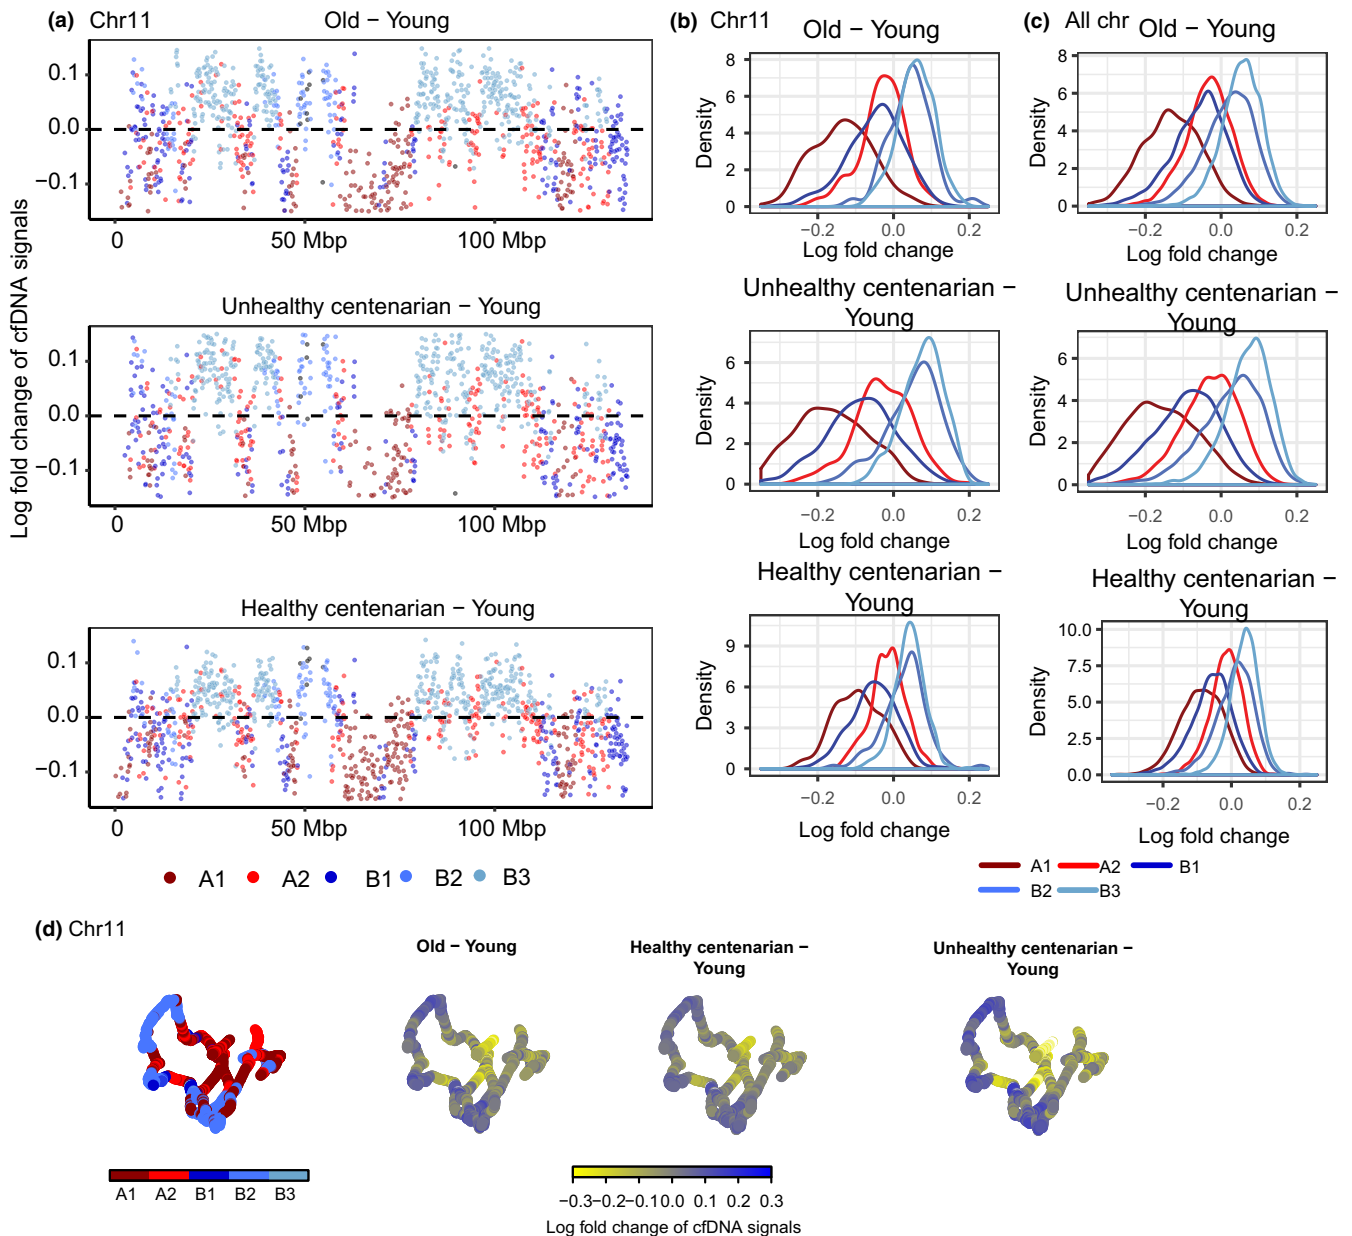 (a) Chr11
Old − Young
Log fold change of cfDNA signals
0.1
0.0
−0.1
0 50 Mbp 100 Mbp
Unhealthy centenarian − Young
0.1
0.0
−0.1
0 50 Mbp 100 Mbp
Healthy centenarian − Young
0.1
0.0
−0.1
0 50 Mbp 100 Mbp
A1 A2 B1 B2 B3
(b) Chr11
Old − Young
Density
8
6
4
2
0
−0.2 0.0 0.2
Log fold change
Unhealthy centenarian −
Young
Density
6
4
2
0
−0.2 0.0 0.2
Log fold change
Healthy centenarian −
Young
Density
9
6
3
0
−0.2 0.0 0.2
Log fold change
(c) All chr
Old − Young
Density
8
6
4
2
0
−0.2 0.0 0.2
Log fold change
Unhealthy centenarian −
Young
Density
6
4
2
0
−0.2 0.0 0.2
Log fold change
Healthy centenarian −
Young
Density
10.0
7.5
5.0
2.5
0.0
−0.2 0.0 0.2
Log fold change
A1 A2 B1
B2 B3
(d) Chr11
Old − Young
Healthy centenarian −
Young
Unhealthy centenarian −
Young
A1 A2 B1 B2 B3
−0.3 −0.2 −0.1 0.0 0.1 0.2 0.3
Log fold change of cfDNA signals